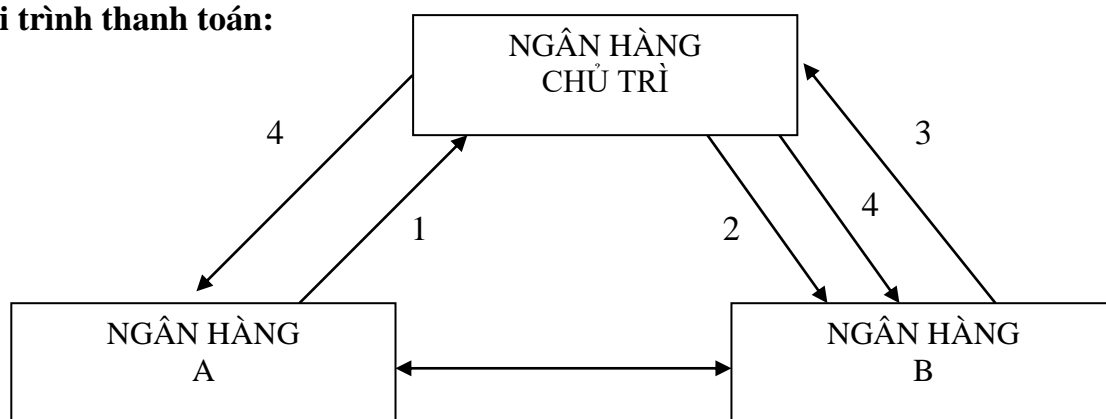 i trình thanh toán:
NGÂN HÀNG
CHỦ TRÌ
4
3
4
1
2
NGÂN HÀNG
A
NGÂN HÀNG
B